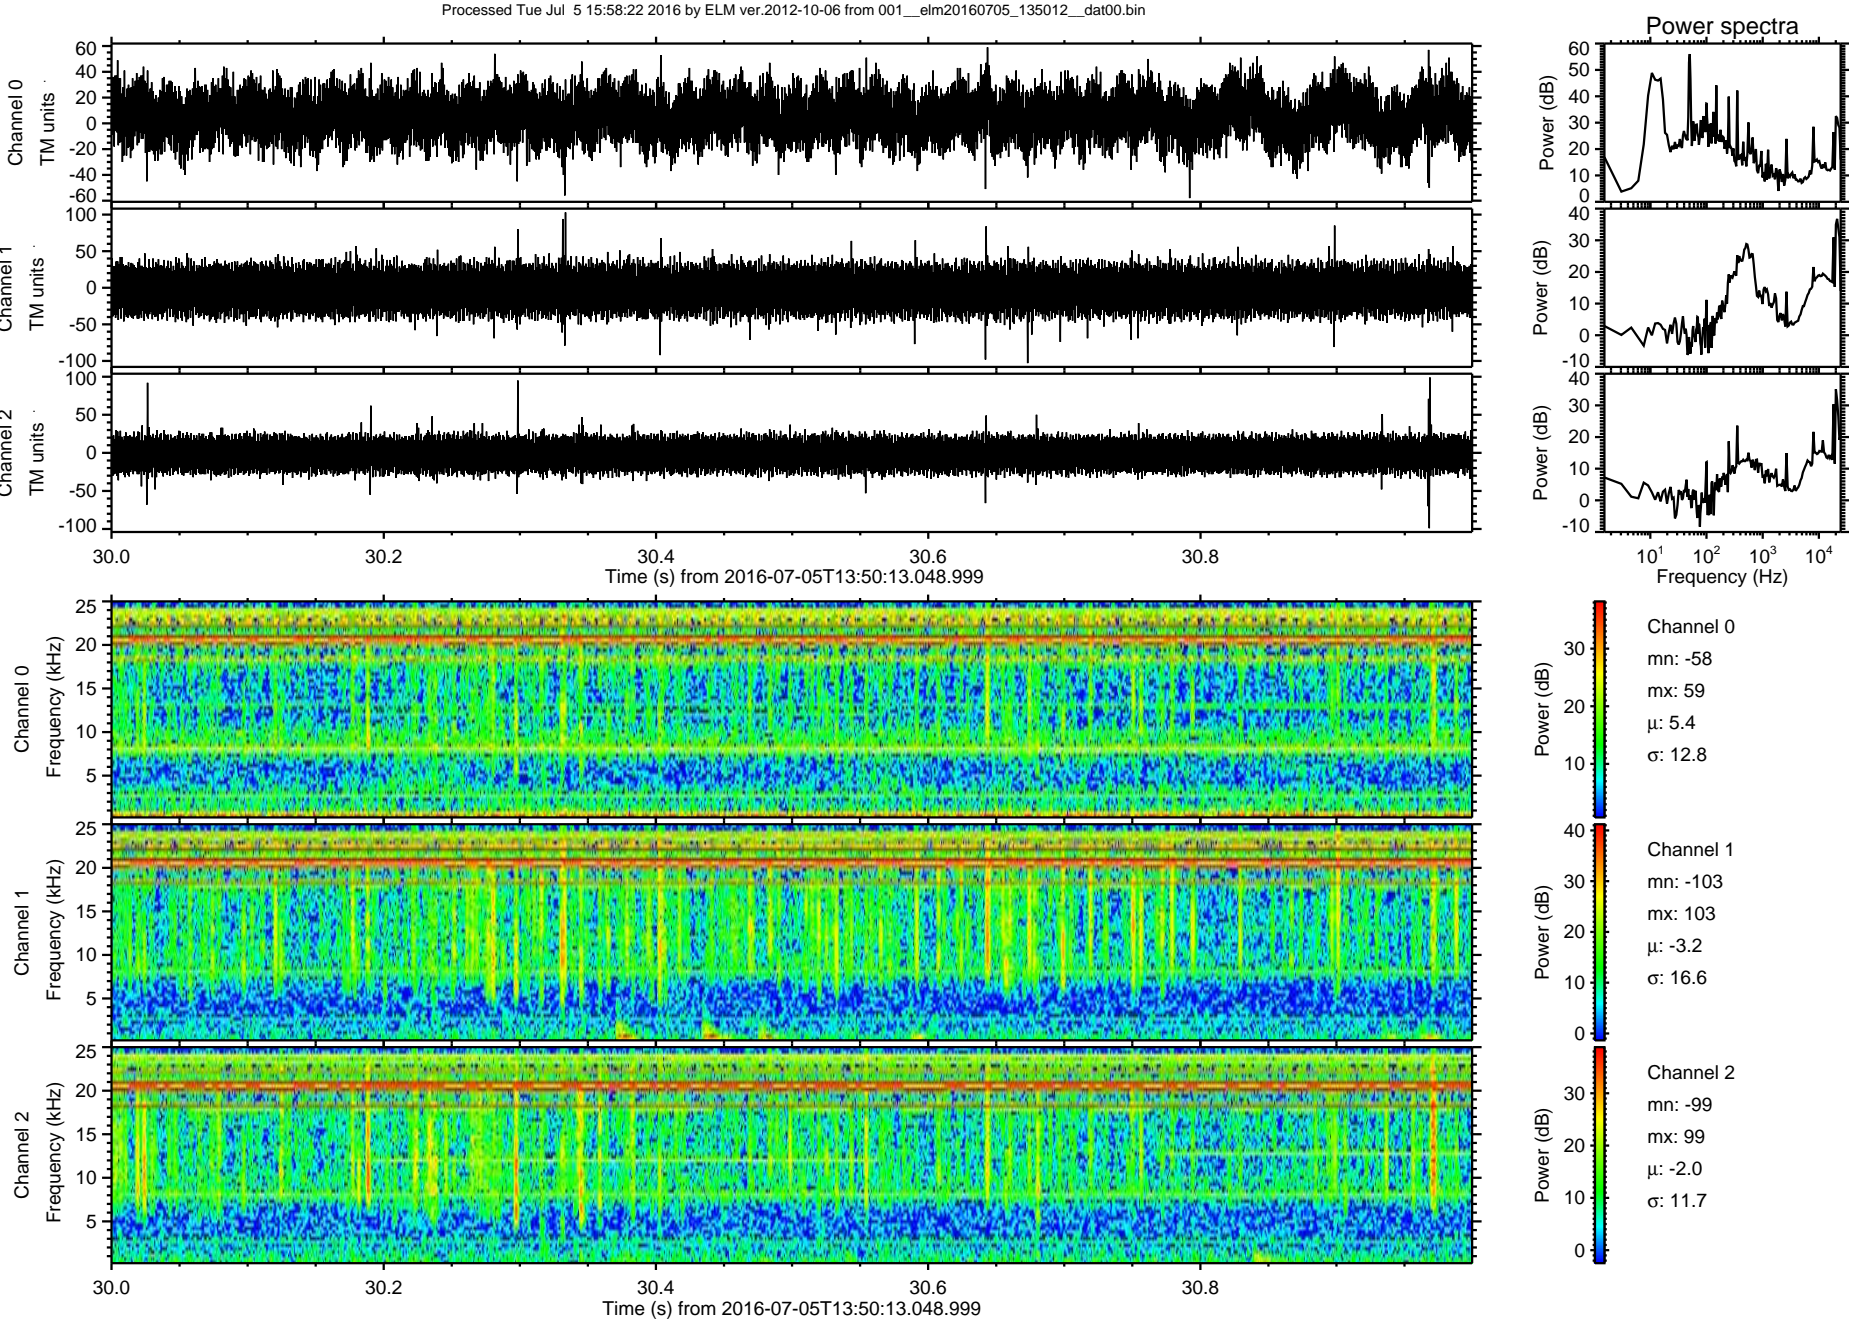 Processed Tue Jul 5 15:58:22 2016 by ELM ver.2012-10-06 from 001__elm20160705_135012__dat00.bin
Power spectra
Channel 0
TM units
60
40
20
0
-20
-40
-60
Power (dB)
60
50
40
30
20
10
0
Channel 1
TM units
100
50
0
-50
-100
Power (dB)
40
30
20
10
0
-10
Channel 2
TM units
100
50
0
-50
-100
Power (dB)
40
30
20
10
0
-10
30.0 30.2 30.4 30.6 30.8
Time (s) from 2016-07-05T13:50:13.048.999
10¹ 10² 10³ 10⁴
Frequency (Hz)
Channel 0
Frequency (kHz)
25
20
15
10
5
Power (dB)
30
20
10
Channel 0
mn: -58
mx: 59
μ: 5.4
σ: 12.8
Channel 1
Frequency (kHz)
25
20
15
10
5
Power (dB)
40
30
20
10
0
Channel 1
mn: -103
mx: 103
μ: -3.2
σ: 16.6
Channel 2
Frequency (kHz)
25
20
15
10
5
Power (dB)
30
20
10
0
Channel 2
mn: -99
mx: 99
μ: -2.0
σ: 11.7
30.0 30.2 30.4 30.6 30.8
Time (s) from 2016-07-05T13:50:13.048.999